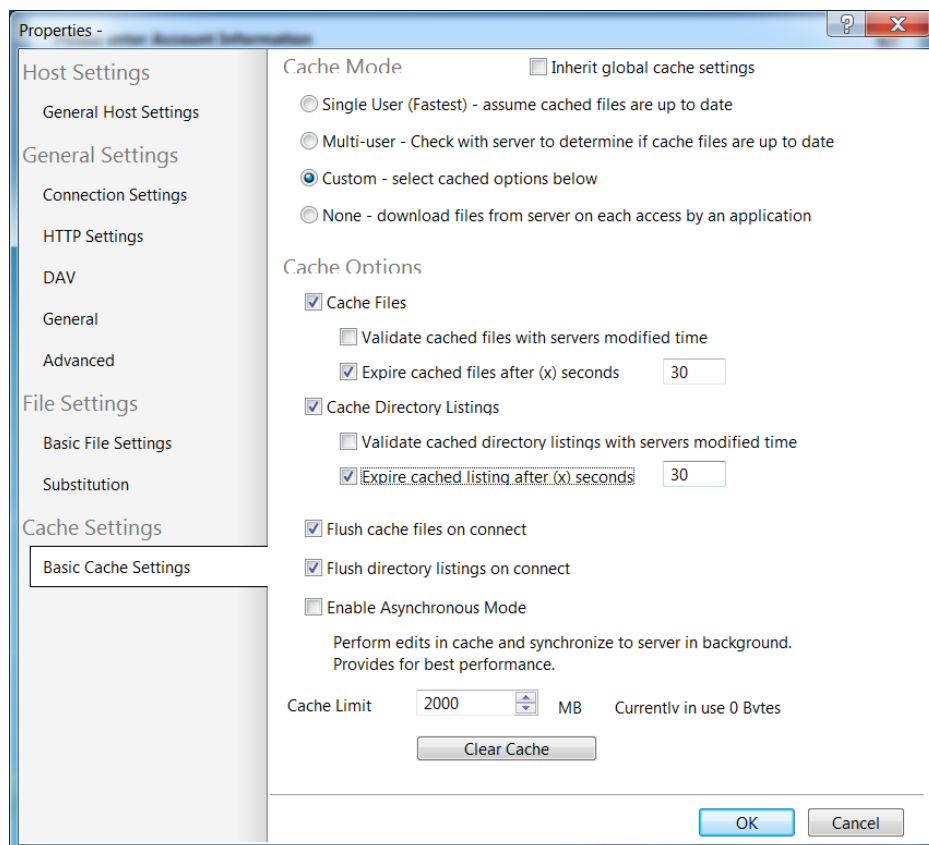 Properties -
Host Settings
General Host Settings
General Settings
Connection Settings
HTTP Settings
DAV
General
Advanced
File Settings
Basic File Settings
Substitution
Cache Settings
Basic Cache Settings
Cache Mode
Inherit global cache settings
Single User (Fastest) - assume cached files are up to date
Multi-user - Check with server to determine if cache files are up to date
Custom - select cached options below
None - download files from server on each access by an application
Cache Options
Cache Files
Validate cached files with servers modified time
Expire cached files after (x) seconds 30
Cache Directory Listings
Validate cached directory listings with servers modified time
Expire cached listing after (x) seconds 30
Flush cache files on connect
Flush directory listings on connect
Enable Asynchronous Mode
Perform edits in cache and synchronize to server in background.
Provides for best performance.
Cache Limit 2000 MB Currently in use 0 Bytes
Clear Cache
OK Cancel